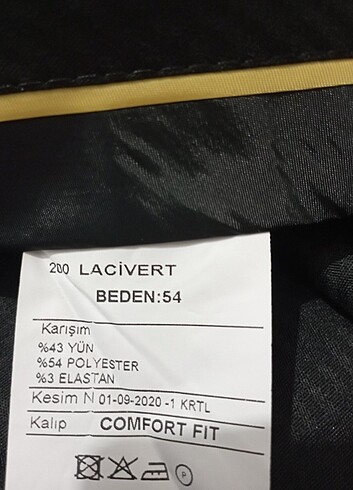 200 LACİVERT
BEDEN:54
Karışım
%43 YÜN
%54 POLYESTER
%3 ELASTAN
Kesim N 01-09-2020 -1 KRTL
Kalıp COMFORT FIT
P